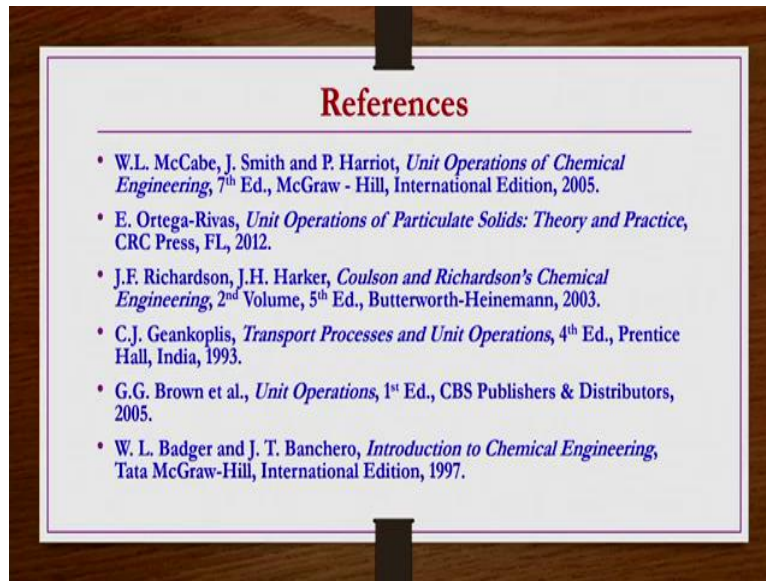 References
• W.L. McCabe, J. Smith and P. Harriot, Unit Operations of Chemical
Engineering, 7th Ed., McGraw - Hill, International Edition, 2005.
• E. Ortega-Rivas, Unit Operations of Particulate Solids: Theory and Practice,
CRC Press, FL, 2012.
• J.F. Richardson, J.H. Harker, Coulson and Richardson's Chemical
Engineering, 2nd Volume, 5th Ed., Butterworth-Heinemann, 2003.
• C.J. Geankoplis, Transport Processes and Unit Operations, 4th Ed., Prentice
Hall, India, 1993.
• G.G. Brown et al., Unit Operations, 1st Ed., CBS Publishers & Distributors,
2005.
• W. L. Badger and J. T. Banchero, Introduction to Chemical Engineering,
Tata McGraw-Hill, International Edition, 1997.